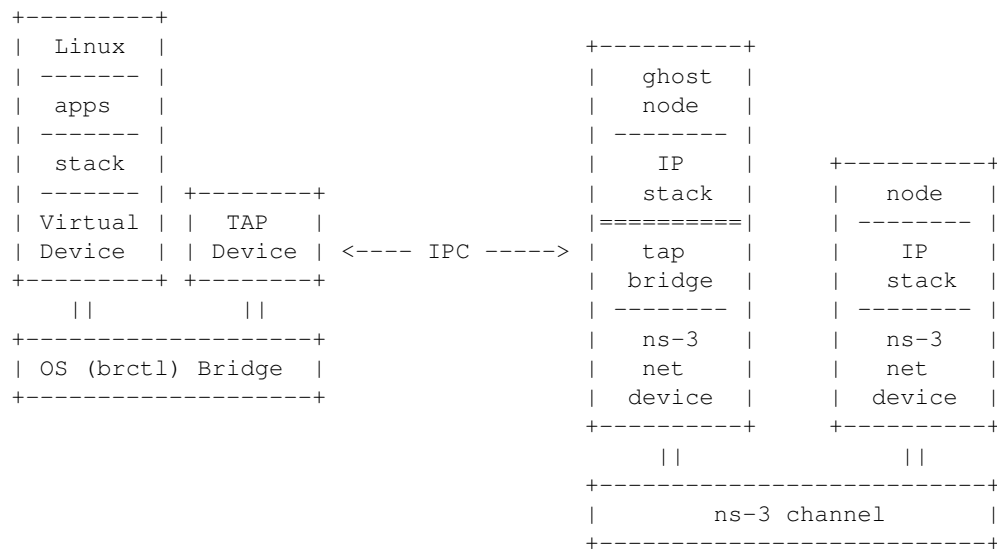 +---------+
|  Linux  |                             +----------+
| ------- |                             |   ghost  |
|  apps   |                             |   node   |
| ------- |                             | -------- |
|  stack  |                             |    IP    |     +----------+
| ------- | +--------+                  |   stack  |     |   node   |
| Virtual | |  TAP   |                  |==========|     | -------- |
| Device  | | Device | <---- IPC -----> |   tap    |     |    IP    |
+---------+ +--------+                  |  bridge  |     |   stack  |
    ||          ||                      | -------- |     | -------- |
+--------------------+                  |   ns-3   |     |   ns-3   |
| OS (brctl) Bridge  |                  |   net    |     |   net    |
+--------------------+                  |  device  |     |  device  |
                                        +----------+     +----------+
                                             ||               ||
                                        +---------------------------+
                                        |        ns-3 channel       |
                                        +---------------------------+